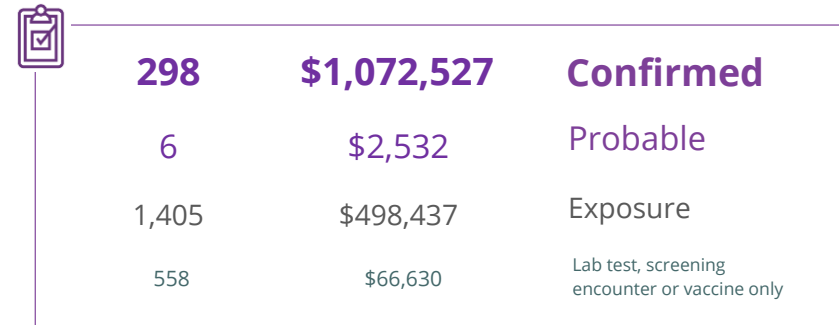 298 $1,072,527 Confirmed
6 $2,532 Probable
1,405 $498,437 Exposure
558 $66,630 Lab test, screening
encounter or vaccine only